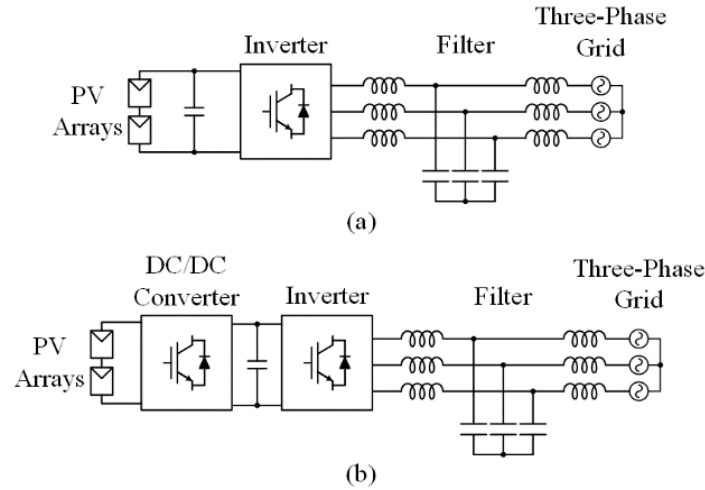 Three-Phase
Inverter Filter Grid
PV
Arrays
(a)
DC/DC
Converter Inverter Filter Three-Phase
Grid
PV
Arrays
(b)